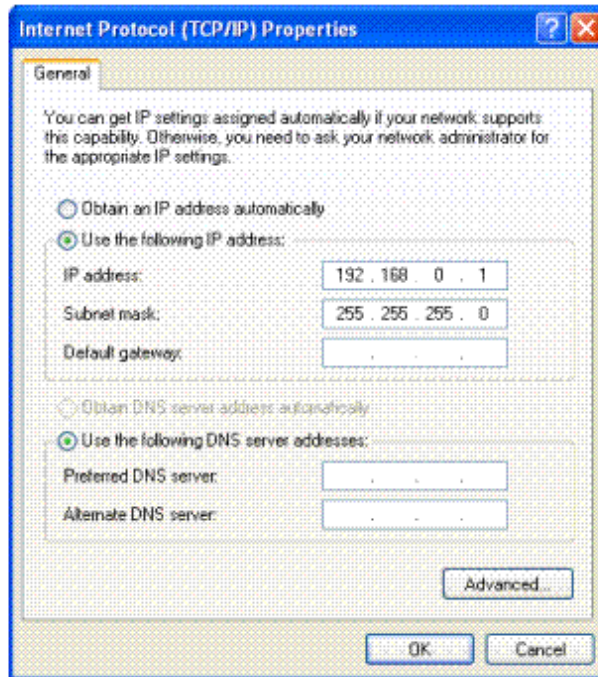 Internet Protocol (TCP/IP) Properties
General
You can get IP settings assigned automatically if your network supports
this capability. Otherwise, you need to ask your network administrator for
the appropriate IP settings.
Obtain an IP address automatically
Use the following IP address:
IP address: 192 . 168 . 0 . 1
Subnet mask: 255 . 255 . 255 . 0
Default gateway: . . .
Obtain DNS server address automatically
Use the following DNS server addresses:
Preferred DNS server: . . .
Alternate DNS server: . . .
Advanced...
OK Cancel